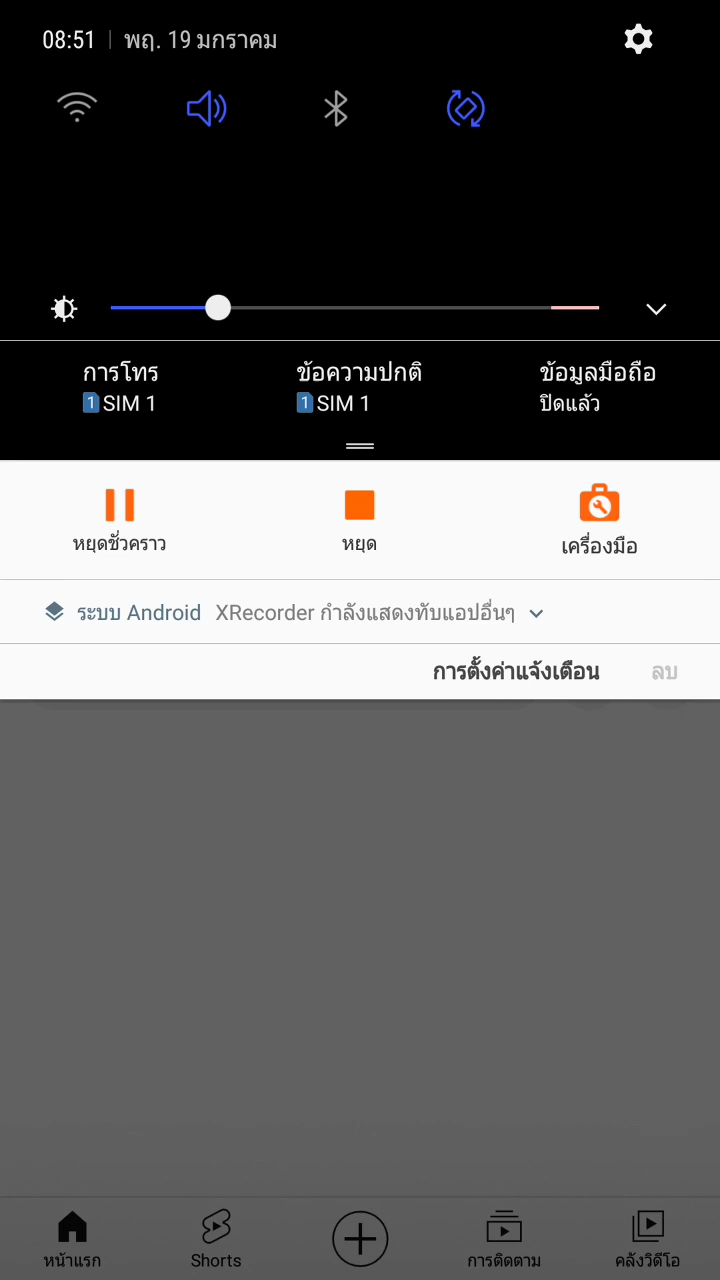 08:51 | พฤ. 19 มกราคม
การโทร ข้อความปกติ ข้อมูลมือถือ
1 SIM 1 1 SIM 1 ปิดแล้ว
หยุดชั่วคราว หยุด เครื่องมือ
ระบบ Android XRecorder กำลังแสดงทับแอปอื่นๆ
การตั้งค่าแจ้งเตือน ลบ
หน้าแรก Shorts การติดตาม คลังวิดีโอ